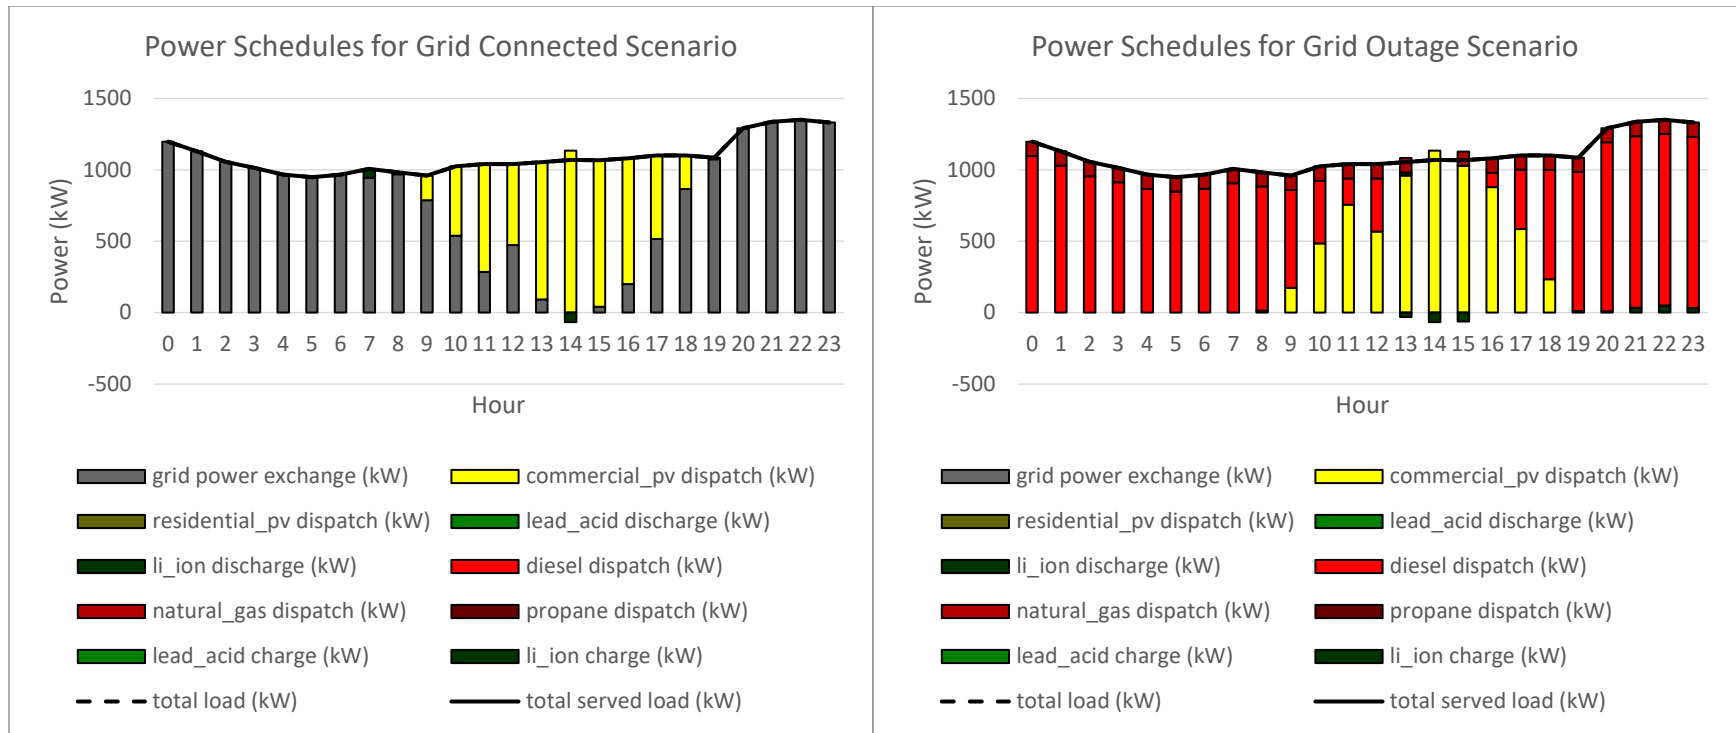 Power Schedules for Grid Connected Scenario
1500
1000
500
0
-500
Power (kW)
0 1 2 3 4 5 6 7 8 9 10 11 12 13 14 15 16 17 18 19 20 21 22 23
Hour
grid power exchange (kW) commercial_pv dispatch (kW)
residential_pv dispatch (kW) lead_acid discharge (kW)
li_ion discharge (kW) diesel dispatch (kW)
natural_gas dispatch (kW) propane dispatch (kW)
lead_acid charge (kW) li_ion charge (kW)
total load (kW) total served load (kW)
Power Schedules for Grid Outage Scenario
1500
1000
500
0
-500
Power (kW)
0 1 2 3 4 5 6 7 8 9 10 11 12 13 14 15 16 17 18 19 20 21 22 23
Hour
grid power exchange (kW) commercial_pv dispatch (kW)
residential_pv dispatch (kW) lead_acid discharge (kW)
li_ion discharge (kW) diesel dispatch (kW)
natural_gas dispatch (kW) propane dispatch (kW)
lead_acid charge (kW) li_ion charge (kW)
total load (kW) total served load (kW)